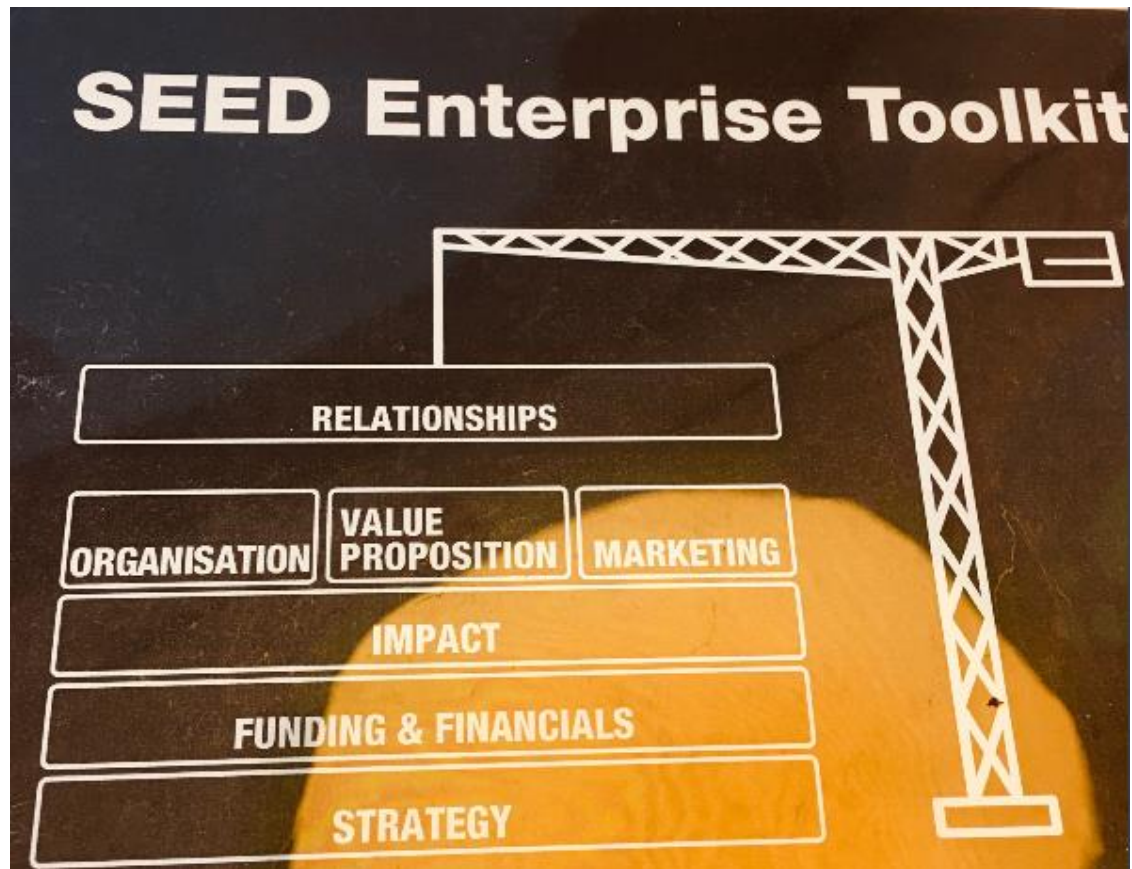 SEED Enterprise Toolkit
RELATIONSHIPS
ORGANISATION
VALUE
PROPOSITION
MARKETING
IMPACT
FUNDING & FINANCIALS
STRATEGY